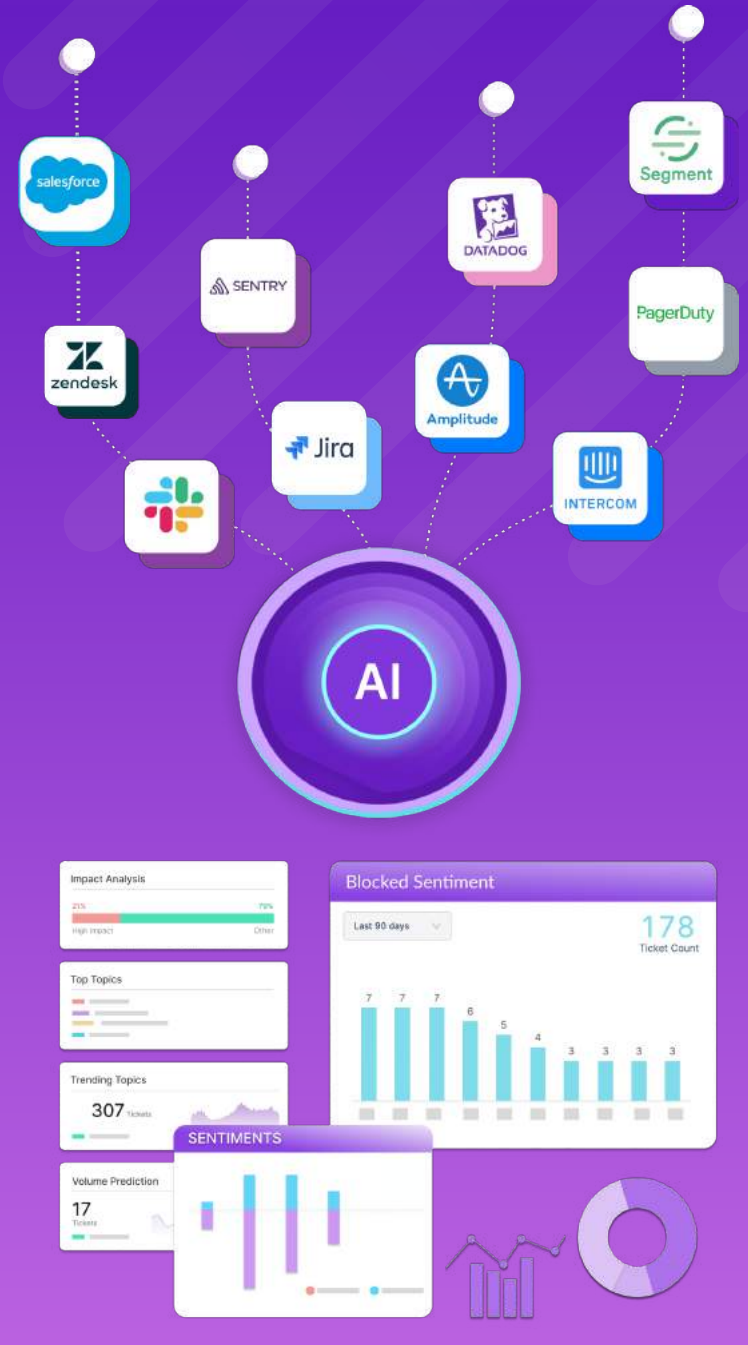 salesforce
Segment
DATADOG
SENTRY
PagerDuty
zendesk
Amplitude
Jira
INTERCOM
AI
Impact Analysis
21% 79%
High Impact Other
Top Topics
Trending Topics
307 Tickets
Volume Prediction
17
Tickets
Blocked Sentiment
Last 90 days
178
Ticket Count
7 7 7 6 5 4 3 3 3 3
SENTIMENTS